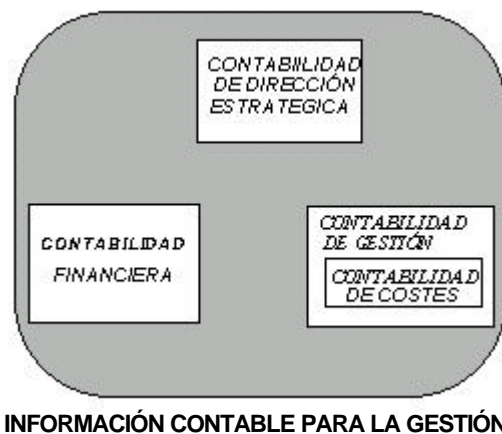 CONTABIILIDAD
DE DIRECCIÓN
ESTRATEGICA
CONTABILIDAD
FINANCIERA
CONTABILIDAD
DE GESTIÓN
CONTABILIDAD
DE COSTES
INFORMACIÓN CONTABLE PARA LA GESTIÓN